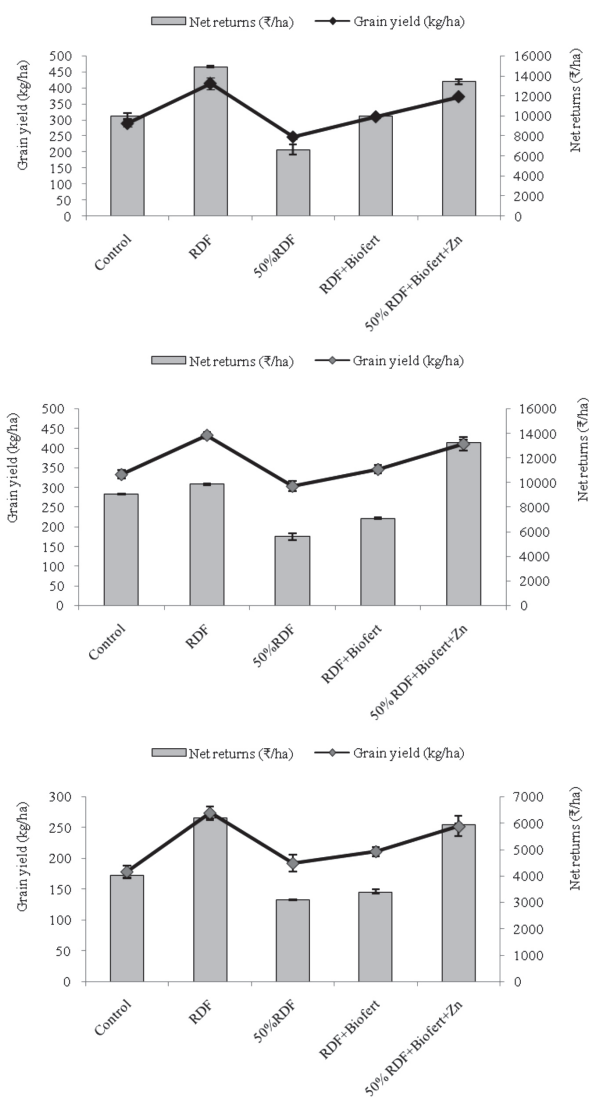 Net returns (₹/ha) Grain yield (kg/ha)
Grain yield (kg/ha)
500
450
400
350
300
250
200
150
100
50
0
16000
14000
12000
10000
8000
6000
4000
2000
0
Net returns (₹/ha)
Control
RDF
50%RDF
RDF+Biofert
50% RDF+Biofert+Zn
Net returns (₹/ha) Grain yield (kg/ha)
Grain yield (kg/ha)
500
450
400
350
300
250
200
150
100
50
0
16000
14000
12000
10000
8000
6000
4000
2000
0
Net returns (₹/ha)
Control
RDF
50%RDF
RDF+Biofert
50% RDF+Biofert+Zn
Net returns (₹/ha) Grain yield (kg/ha)
Grain yield (kg/ha)
300
250
200
150
100
50
0
7000
6000
5000
4000
3000
2000
1000
0
Net returns (₹/ha)
Control
RDF
50%RDF
RDF+Biofert
50% RDF+Biofert+Zn